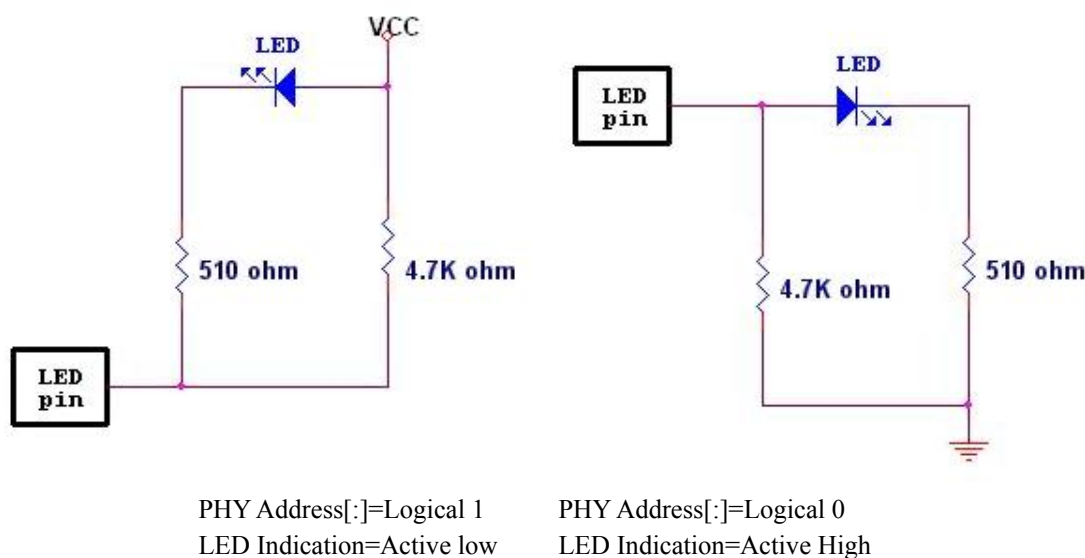 VCC
LED
510 ohm
4.7K ohm
LED
pin
LED
pin
LED
4.7K ohm
510 ohm
PHY Address[:]=Logical 1
LED Indication=Active low
PHY Address[:]=Logical 0
LED Indication=Active High